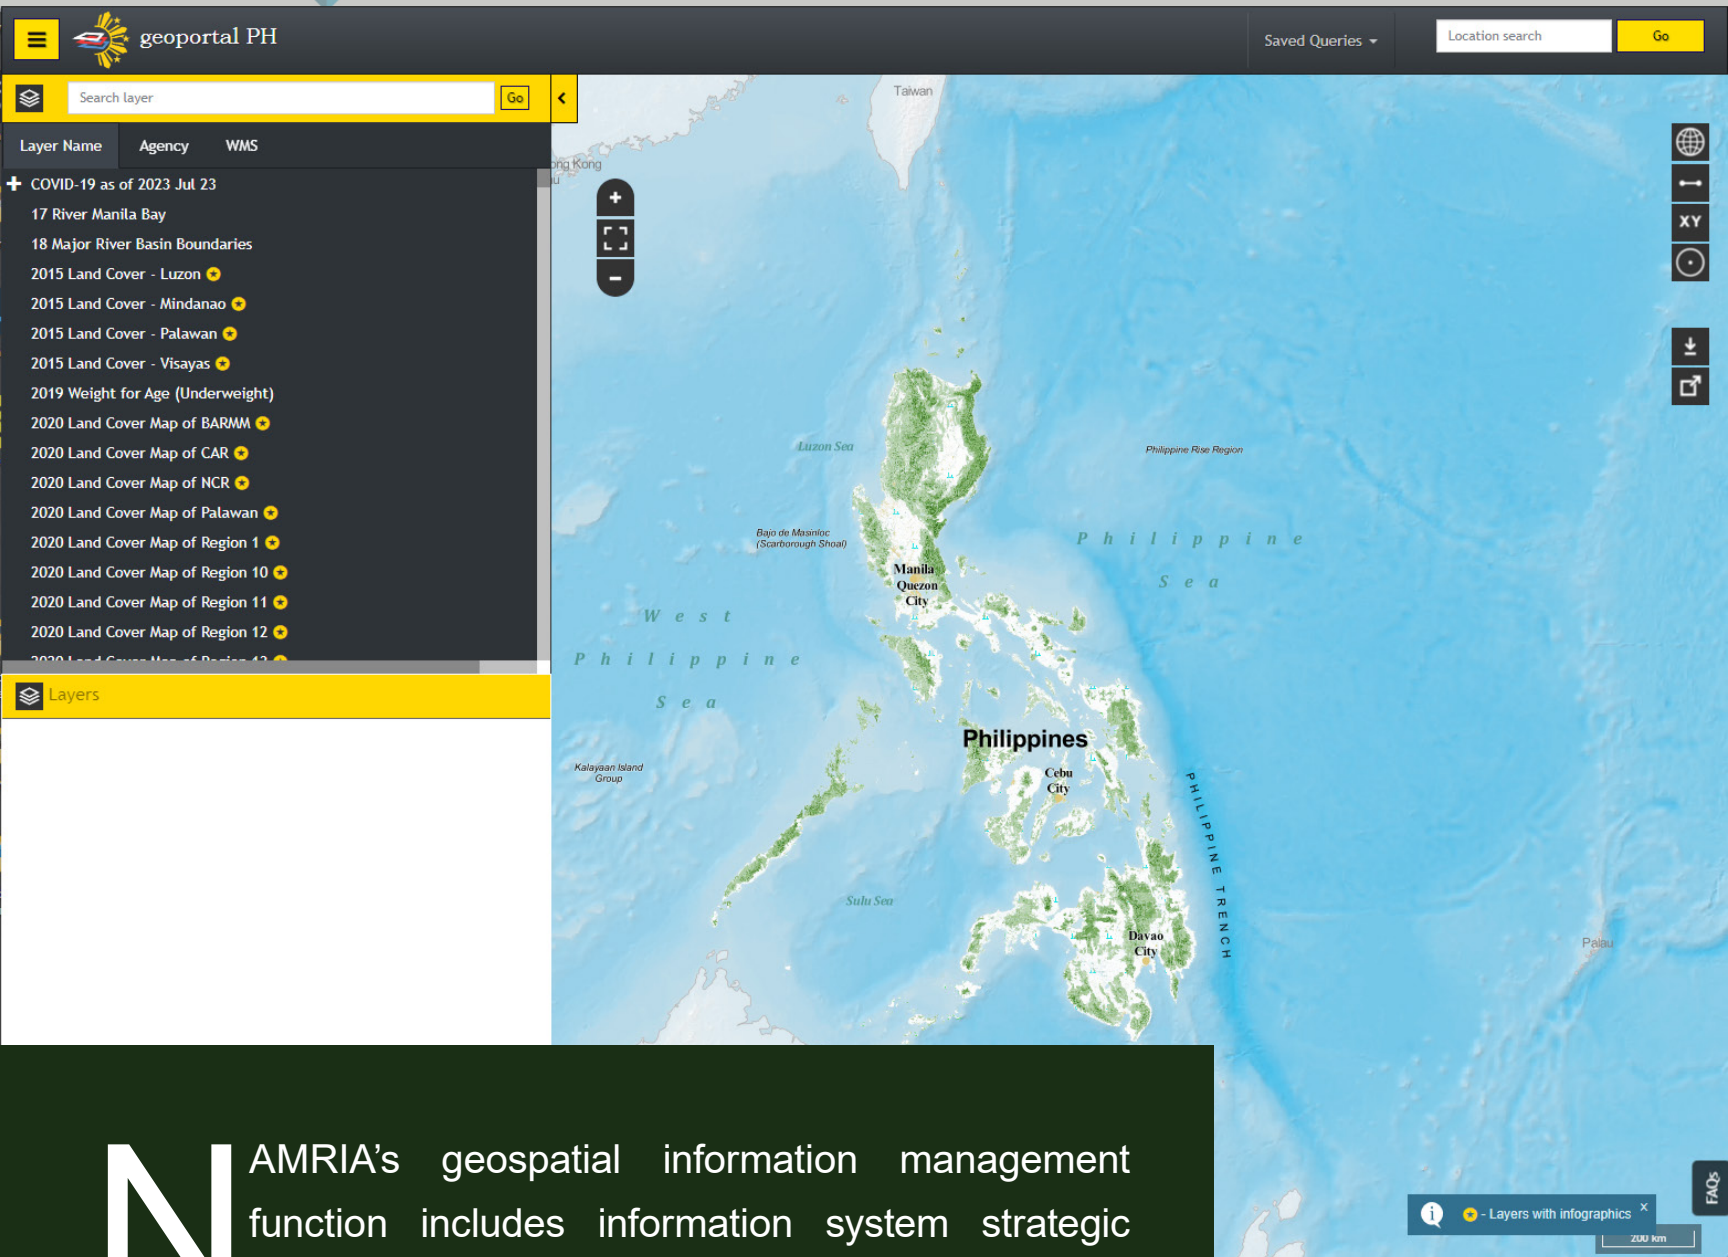 geoportal PH
Saved Queries
Location search
Go
Search layer
Go
Layer Name
Agency
WMS
COVID-19 as of 2023 Jul 23
17 River Manila Bay
18 Major River Basin Boundaries
2015 Land Cover - Luzon
2015 Land Cover - Mindanao
2015 Land Cover - Palawan
2015 Land Cover - Visayas
2019 Weight for Age (Underweight)
2020 Land Cover Map of BARMM
2020 Land Cover Map of CAR
2020 Land Cover Map of NCR
2020 Land Cover Map of Palawan
2020 Land Cover Map of Region 1
2020 Land Cover Map of Region 10
2020 Land Cover Map of Region 11
2020 Land Cover Map of Region 12
Layers
Taiwan
ong Kong
XY
Luzon Sea
Philippine Rise Region
Bajo de Masinloc
(Scarborough Shoal)
Philippine
Sea
Manila
Quezon
City
West
Philippine
Sea
Philippines
Kalayaan Island
Group
Cebu
City
PHILIPPINE TRENCH
Sulu Sea
Davao
City
Palau
NAMRIA's geospatial information management
function includes information system strategic
FAQs
- Layers with infographics x
200 km